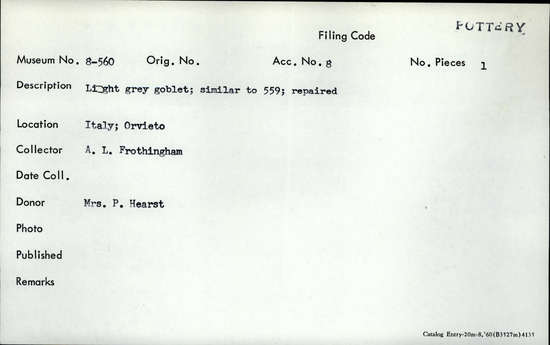 Filing Code POTTERY
Museum No. 8-560 Orig. No. Acc. No. 8 No. Pieces 1
Description Light grey goblet; similar to 559; repaired
Location Italy; Orvieto
Collector A. L. Frothingham
Date Coll.
Donor Mrs. P. Hearst
Photo
Published
Remarks
Catalog Entry-20m-8,'60(B3527m)4135